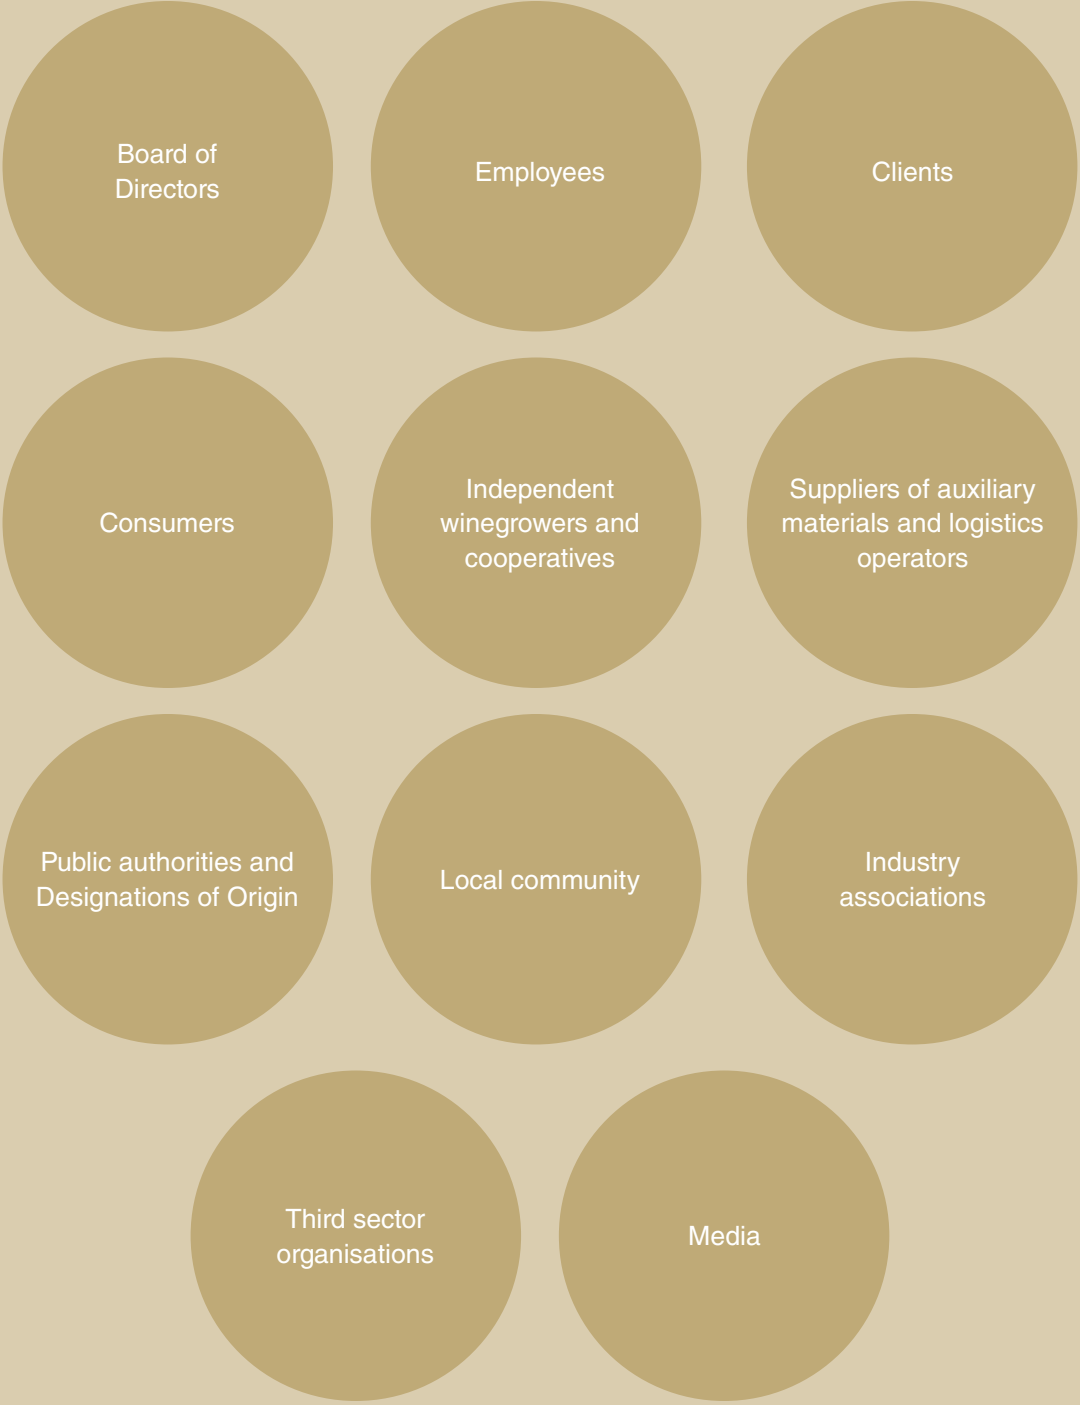 Board of
Directors
Employees
Clients
Consumers
Independent
winegrowers and
cooperatives
Suppliers of auxiliary
materials and logistics
operators
Public authorities and
Designations of Origin
Local community
Industry
associations
Third sector
organisations
Media